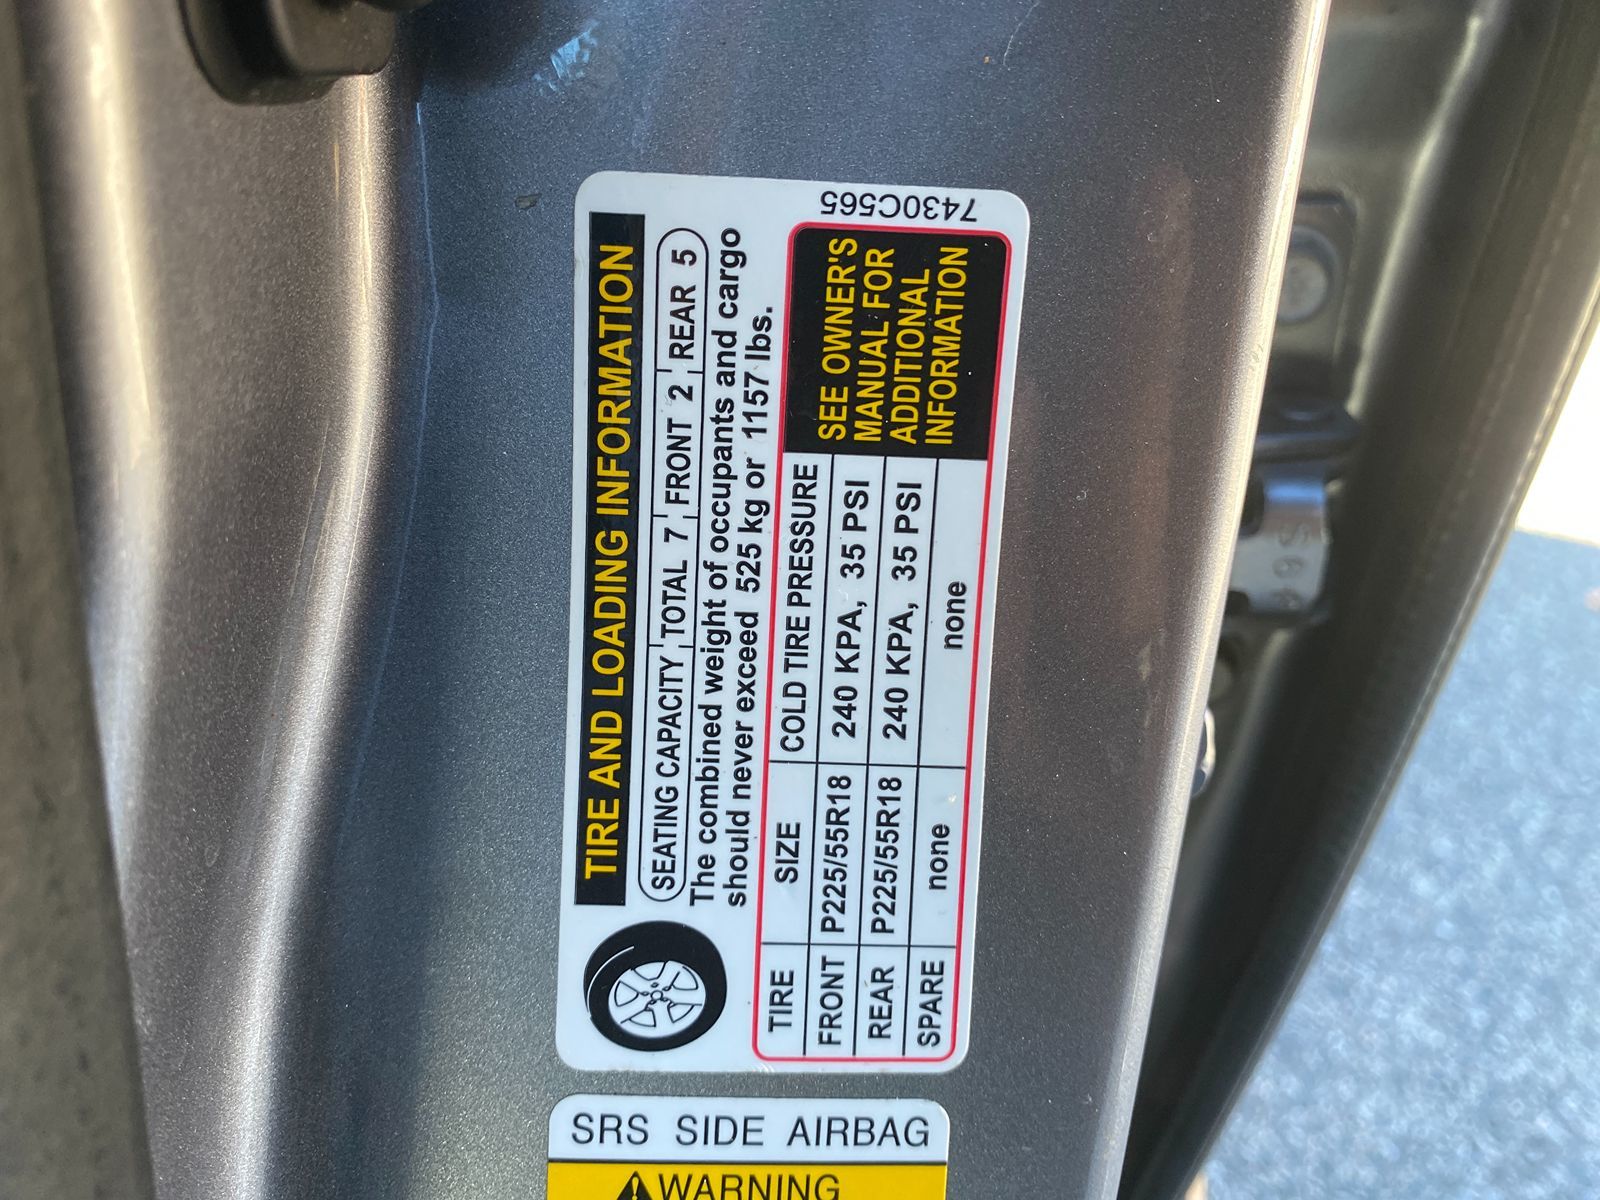 TIRE AND LOADING INFORMATION
SEATING CAPACITY TOTAL 7 FRONT 2 REAR 5
The combined weight of occupants and cargo
should never exceed 525 kg or 1157 lbs.
TIRE SIZE COLD TIRE PRESSURE
FRONT P225/55R18 240 KPA, 35 PSI
REAR P225/55R18 240 KPA, 35 PSI
SPARE none none
SEE OWNER'S
MANUAL FOR
ADDITIONAL
INFORMATION
7430C565
SRS SIDE AIRBAG
WARNING